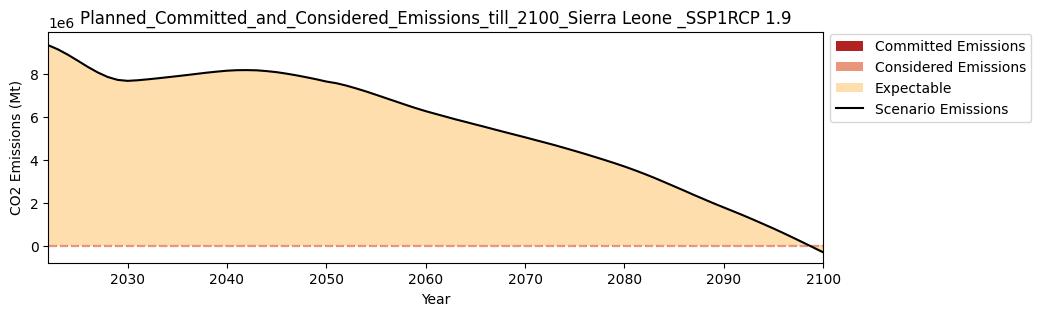 Planned_Committed_and_Considered_Emissions_till_2100_Sierra Leone _SSP1RCP 1.9
1e6
8
6
4
2
0
CO2 Emissions (Mt)
2030 2040 2050 2060 2070 2080 2090 2100
Year
Committed Emissions
Considered Emissions
Expectable
Scenario Emissions